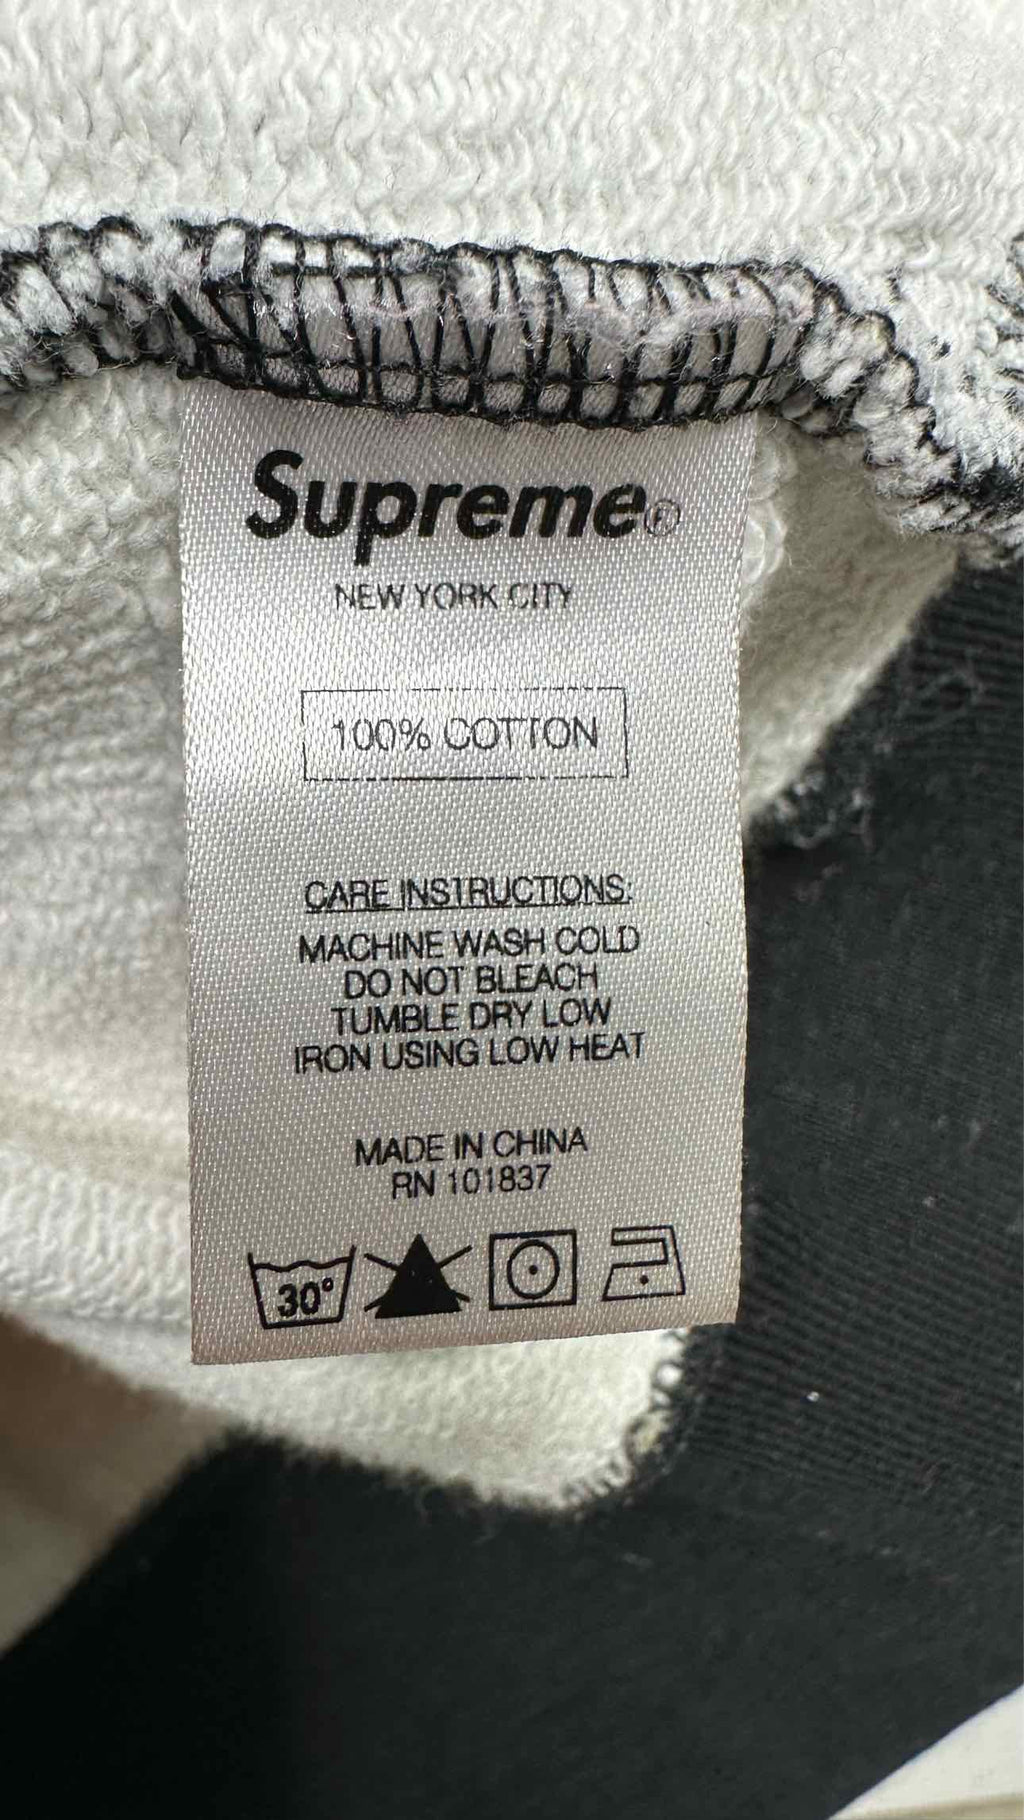 Supreme®
NEW YORK CITY
100% COTTON
CARE INSTRUCTIONS:
MACHINE WASH COLD
DO NOT BLEACH
TUMBLE DRY LOW
IRON USING LOW HEAT
MADE IN CHINA
RN 101837
30°